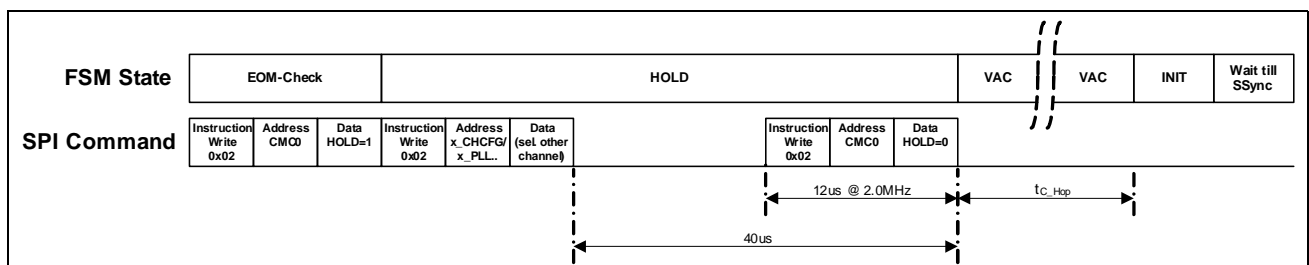 FSM State
EOM-Check
HOLD
VAC
VAC
INIT
Wait till
SSync
SPI Command
Instruction
Write
0x02
Address
CMC0
Data
HOLD=1
Instruction
Write
0x02
Address
x_CHCFG/
x_PLL..
Data
(sel. other
channel)
Instruction
Write
0x02
Address
CMC0
Data
HOLD=0
12us @ 2.0MHz
tC_Hop
40us